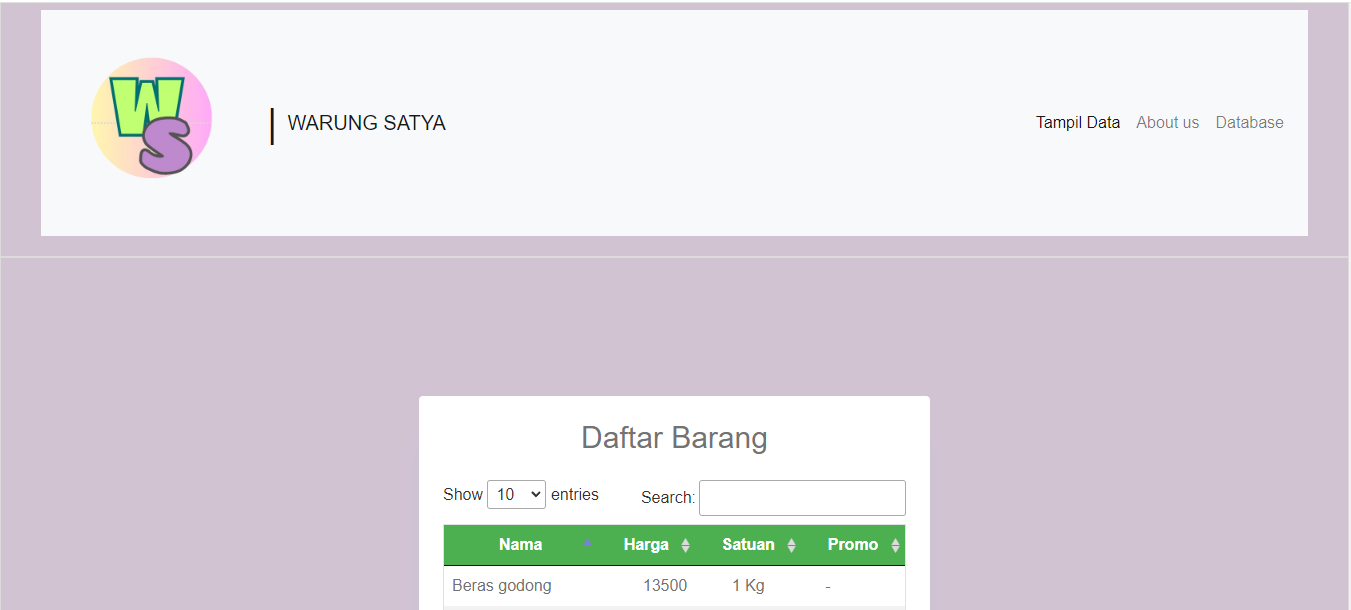 WS
WARUNG SATYA
Tampil Data About us Database
Daftar Barang
Show 10 entries Search:
Nama Harga Satuan Promo
Beras godong 13500 1 Kg -